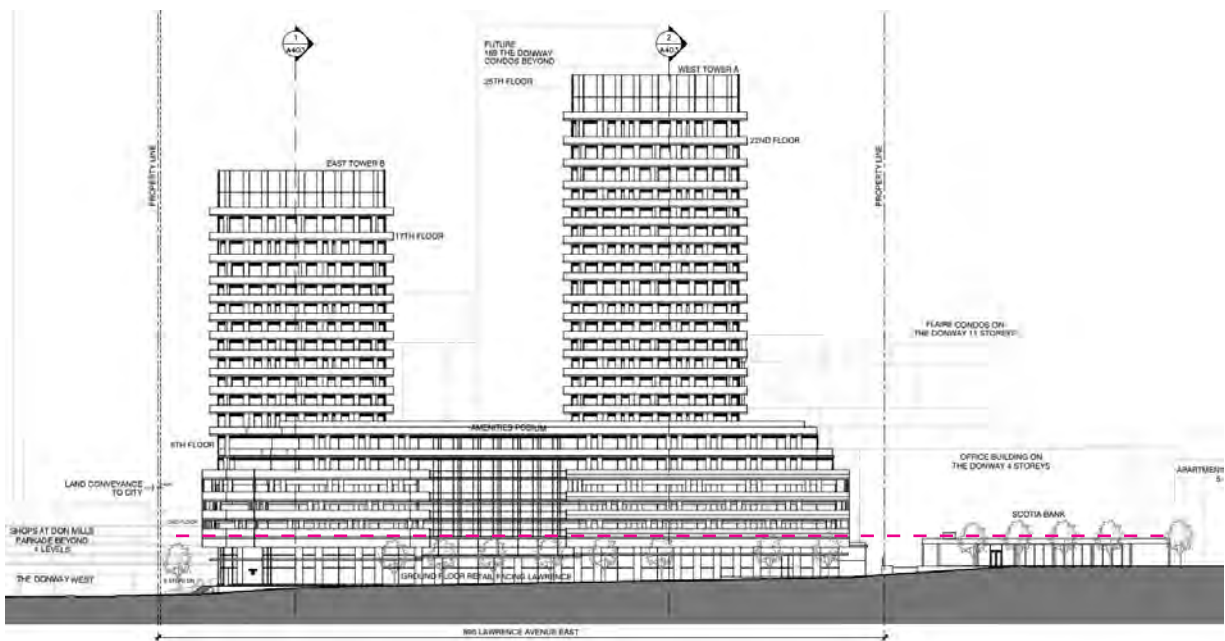 1
A403
2
A403
FUTURE
169 THE DONWAY
CONDOS BEYOND
25TH FLOOR
WEST TOWER A
22ND FLOOR
PROPERTY LINE
PROPERTY LINE
EAST TOWER B
17TH FLOOR
FLAIRE CONDOS ON
THE DONWAY 11 STOREYS
AMENITIES PODIUM
6TH FLOOR
OFFICE BUILDING ON
THE DONWAY 4 STOREYS
LAND CONVEYANCE
TO CITY
SCOTIA BANK
SHOPS AT DON MILLS
PARKADE BEYOND
4 LEVELS
THE DONWAY WEST
GROUND FLOOR RETAIL FACING LAWRENCE
LAWRENCE AVENUE EAST